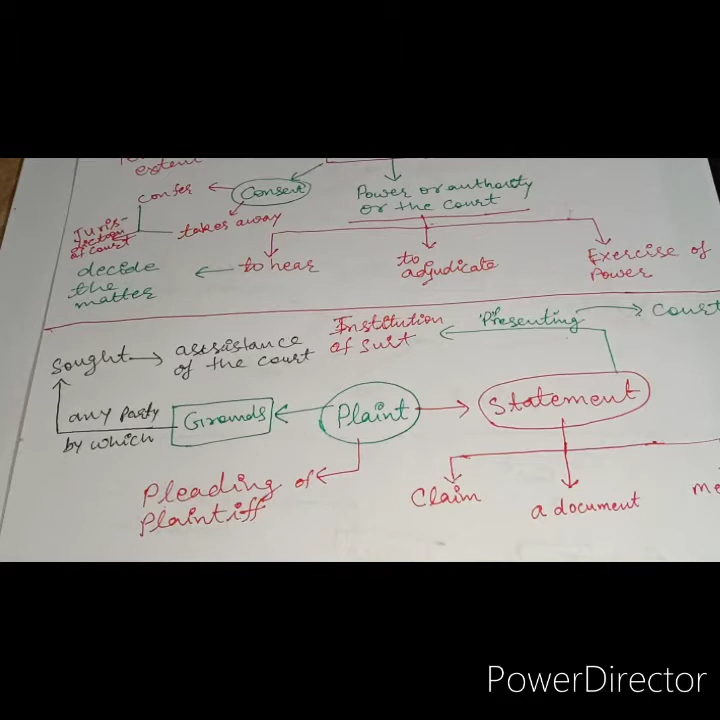 extent
confer
Consent
Power or authority
or the court
Juris-
diction
of court
takes away
decide
the
matter
to hear
to
adjudicate
Exercise of
Power
Sought
assistance
of the court
Institution
of suit
Presenting
Court
any Party
by which
Grounds
Plaint
Statement
Pleading of
Plaintiff
Claim
a document
PowerDirector